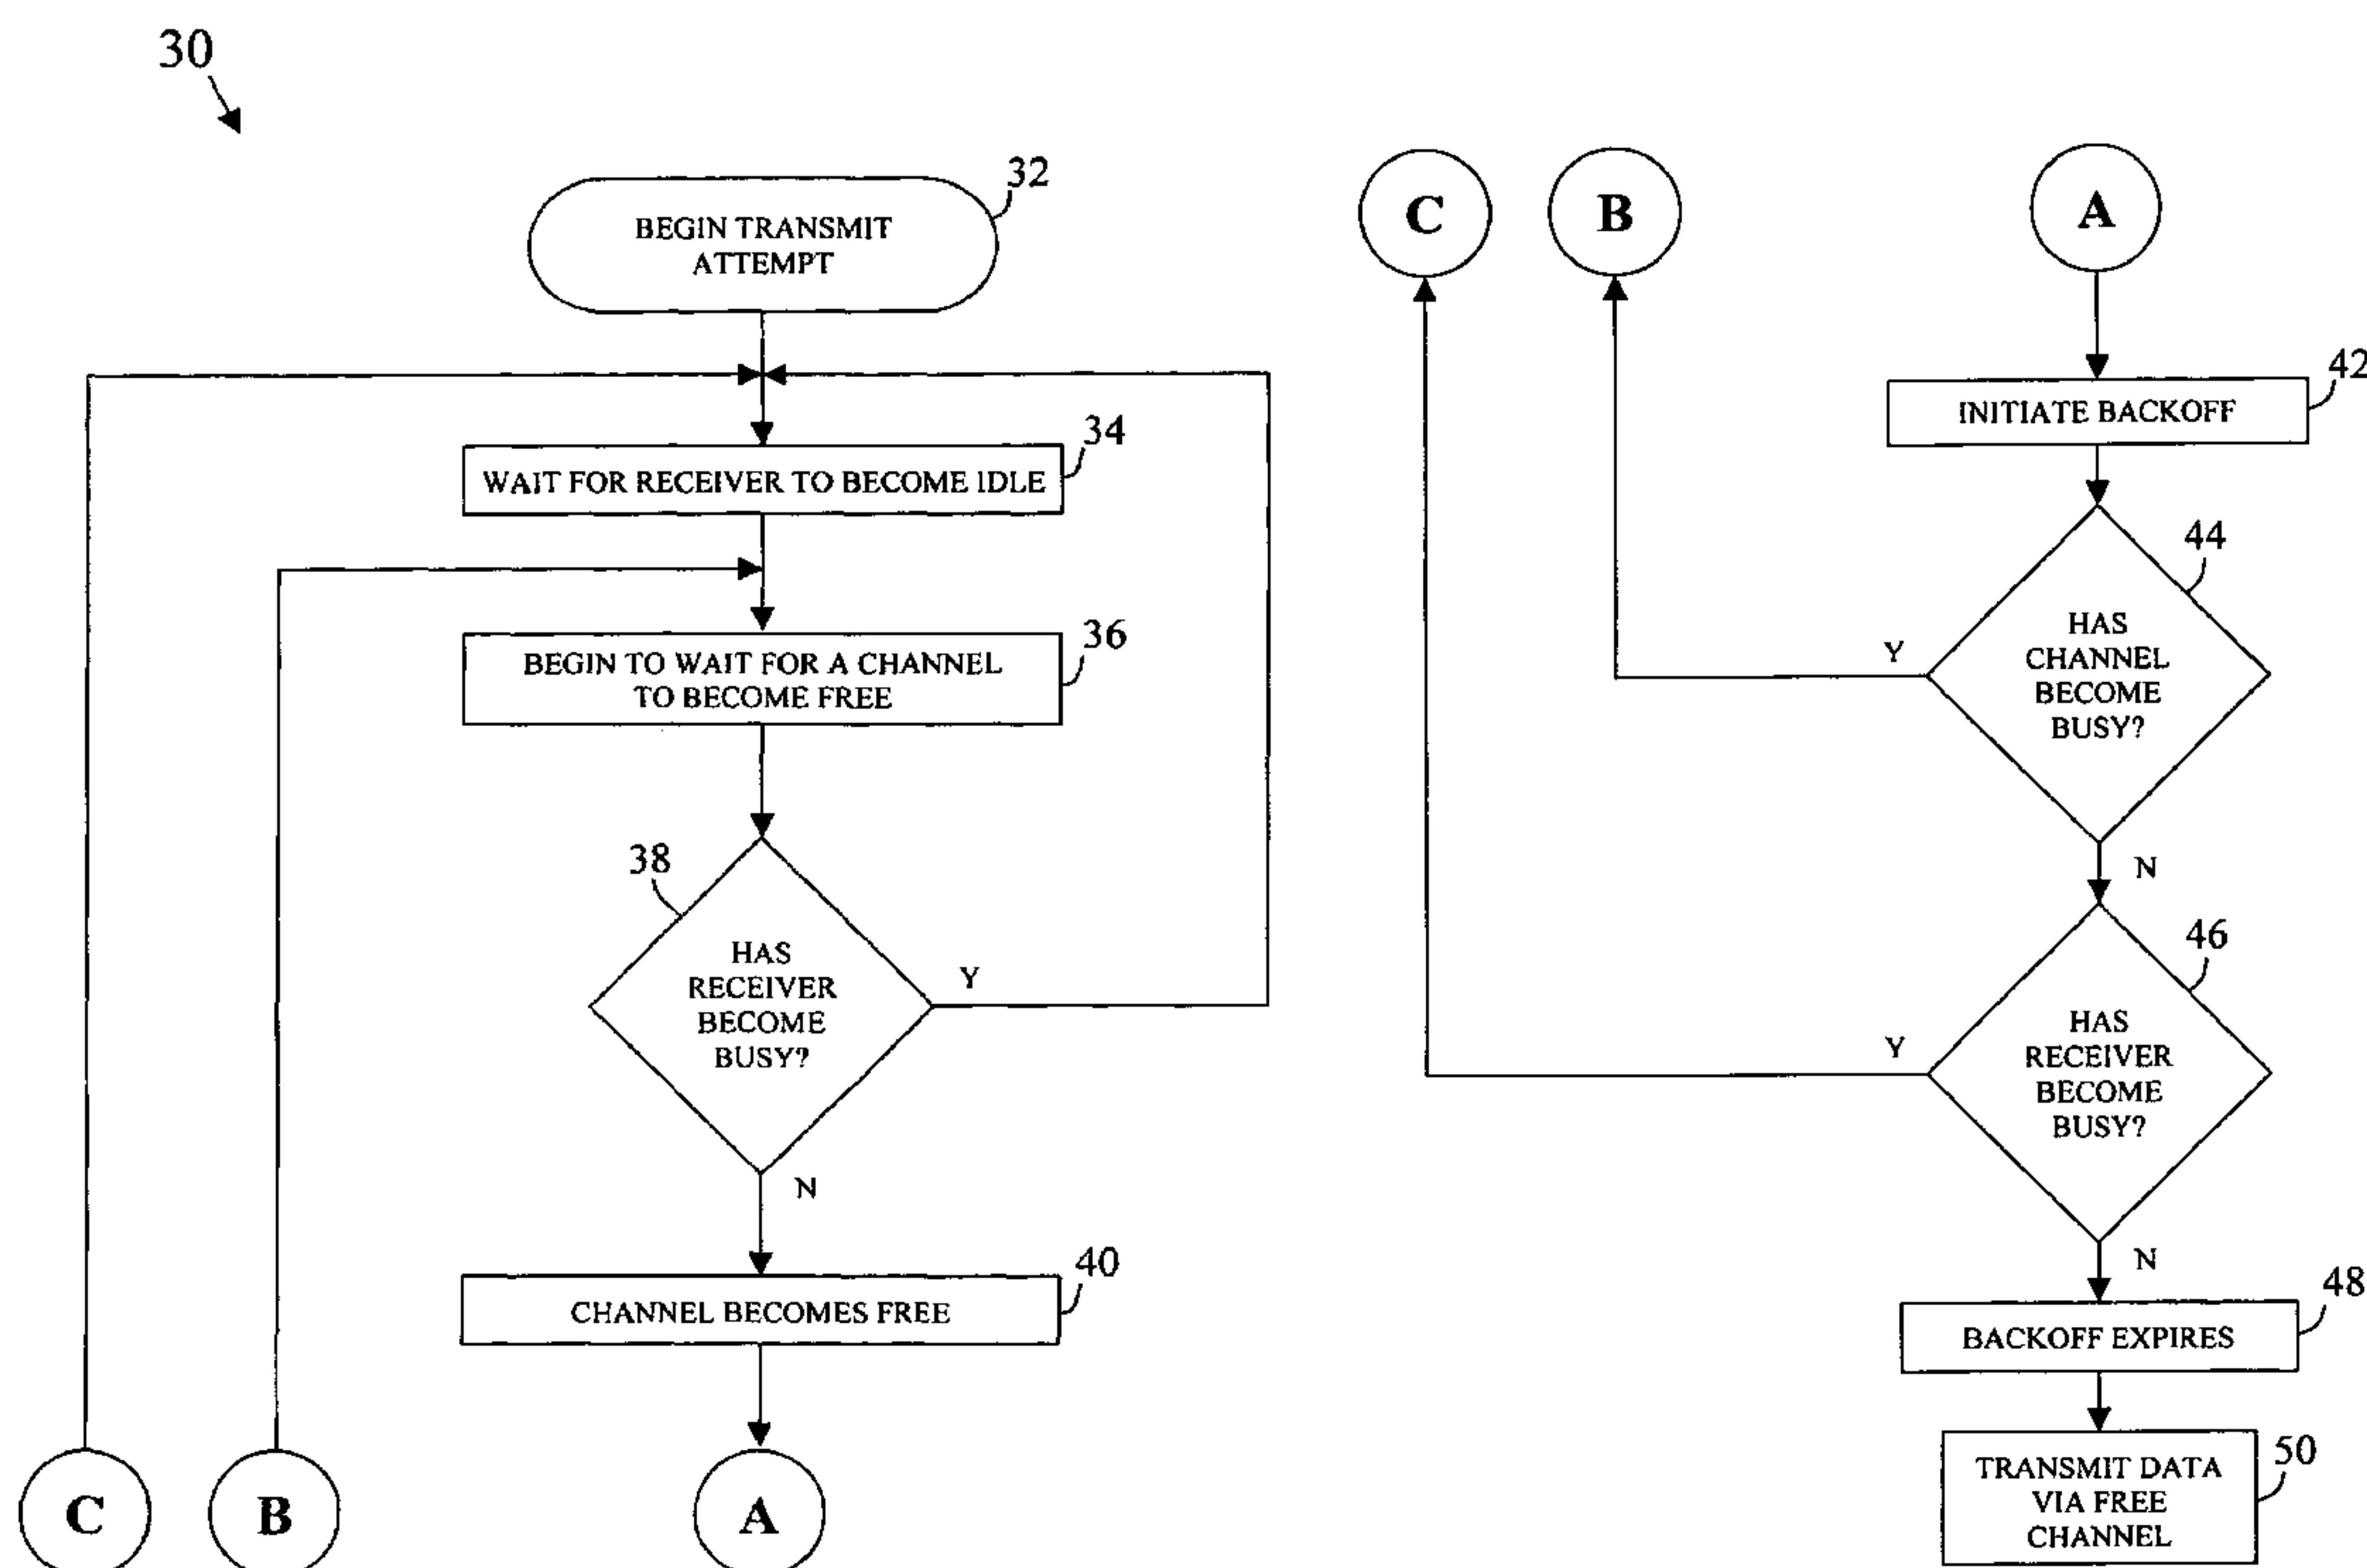 30
32
BEGIN TRANSMIT
ATTEMPT
34
WAIT FOR RECEIVER TO BECOME IDLE
36
BEGIN TO WAIT FOR A CHANNEL
TO BECOME FREE
38
HAS
RECEIVER
BECOME
BUSY?
Y
N
40
CHANNEL BECOMES FREE
C
B
A
C
B
A
42
INITIATE BACKOFF
44
HAS
CHANNEL
BECOME
BUSY?
Y
N
46
HAS
RECEIVER
BECOME
BUSY?
Y
N
48
BACKOFF EXPIRES
50
TRANSMIT DATA
VIA FREE
CHANNEL